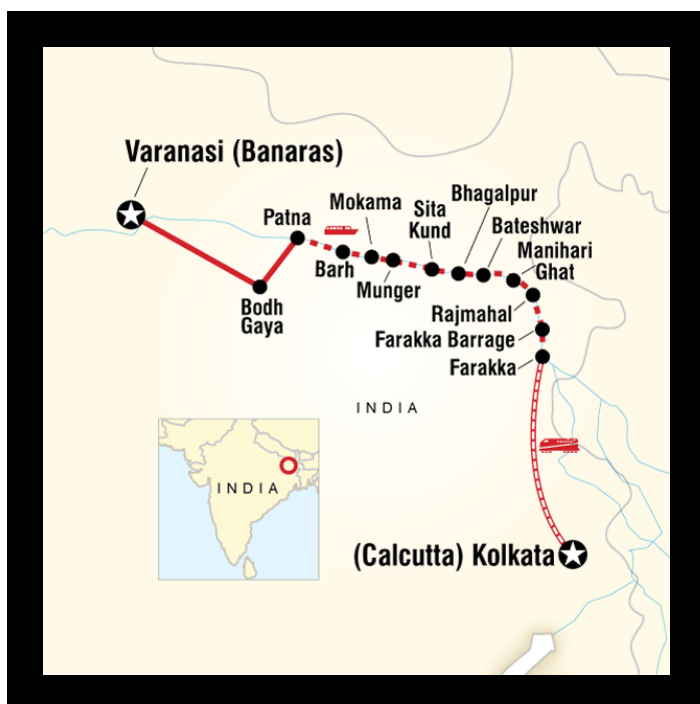 Varanasi (Banaras)
Patna
Mokama
Sita
Kund
Bhagalpur
Bateshwar
Manihari
Ghat
Barh
Munger
Bodh
Gaya
Rajmahal
Farakka Barrage
Farakka
INDIA
INDIA
(Calcutta) Kolkata